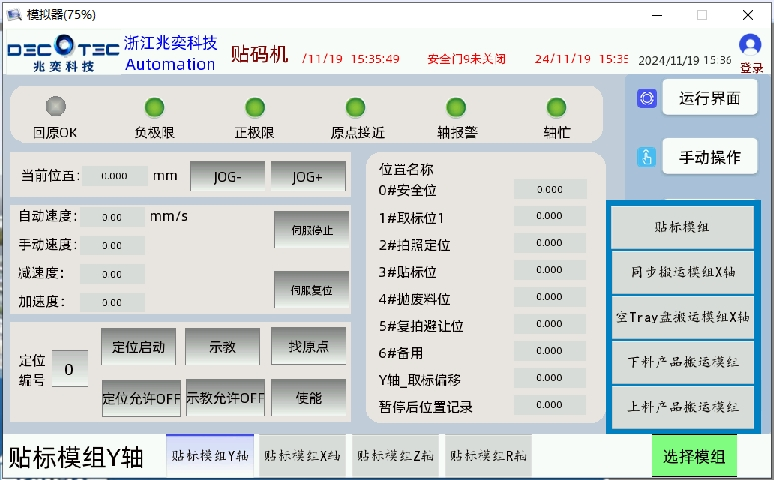 模拟器(75%)
DECOTEC
兆奕科技
浙江兆奕科技
Automation
贴码机
/11/19 15:35:49
安全门9未关闭
24/11/19 15:35
2024/11/19 15:36
登录
回原OK
负极限
正极限
原点接近
轴报警
轴忙
运行界面
手动操作
当前位置:
0.000
mm
JOG-
JOG+
自动速度:
0.00
mm/s
手动速度:
0.00
减速度:
0.00
加速度:
0.00
伺服停止
伺服复位
定位
编号
0
定位启动
示教
找原点
定位允许OFF
示教允许OFF
使能
位置名称
0#安全位
0.000
1#取标位1
0.000
2#拍照定位
0.000
3#贴标位
0.000
4#抛废料位
0.000
5#复拍避让位
0.000
6#备用
0.000
Y轴_取标偏移
0.000
暂停后位置记录
0.000
贴标模组
同步搬运模组X轴
空Tray盘搬运模组X轴
下料产品搬运模组
上料产品搬运模组
贴标模组Y轴
贴标模组Y轴
贴标模组X轴
贴标模组Z轴
贴标模组R轴
选择模组